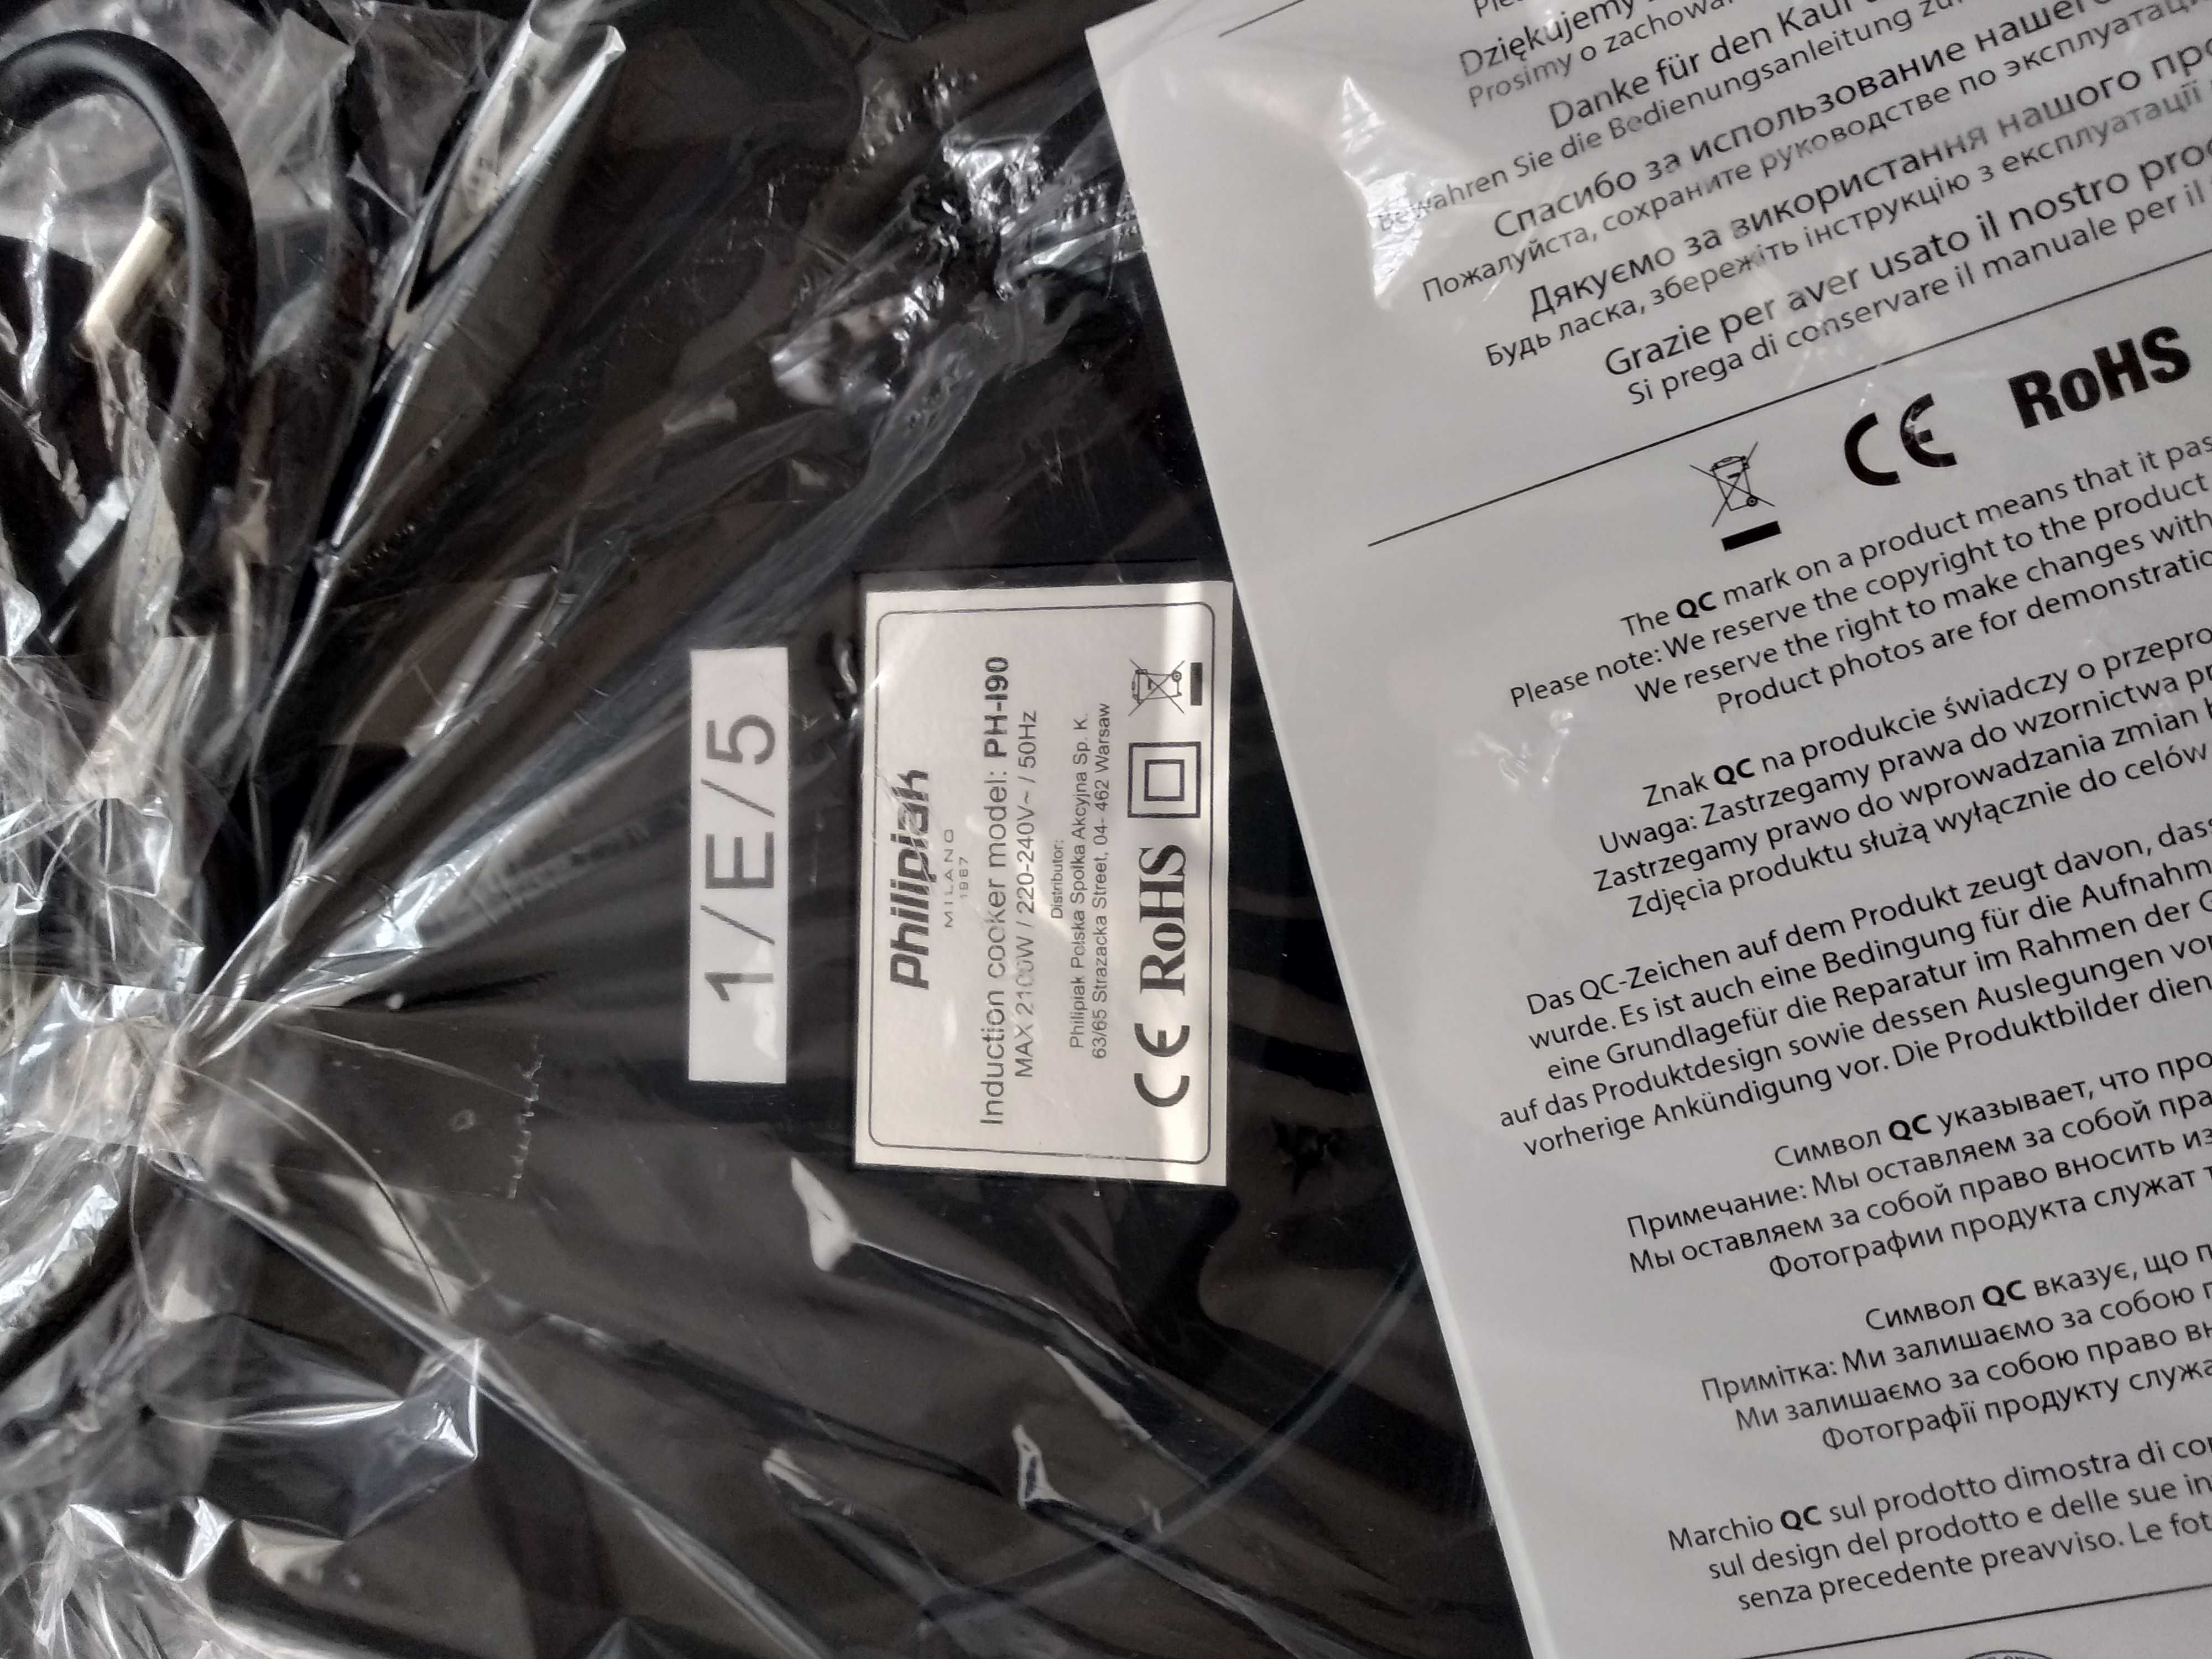 1/E/5
Philipiak
MILANO
1967
Induction cooker model: PH-I90
MAX 2100W / 220-240V~ / 50Hz
Distributor:
Philipiak Polska Spolka Akcyjna Sp. K.
63/65 Strazacka Street, 04- 462 Warsaw
CE RoHS
Dziękujemy
Prosimy o zachowa
Danke für den Kauf
Bewahren Sie die Bedienungsanleitung zu
Спасибо за использование нашего
Пожалуйста, сохраните руководстве по эксплуатац
Дякуємо за використання нашого пр
Будь ласка, збережіть інструкцію з експлуатації
Grazie per aver usato il nostro pro
Si prega di conservare il manuale per il
CE RoHS
The QC mark on a product means that it pas
Please note: We reserve the copyright to the product
We reserve the right to make changes with
Product photos are for demonstratio
Znak QC na produkcie świadczy o przepro
Uwaga: Zastrzegamy prawa do wzornictwa pr
Zastrzegamy prawo do wprowadzania zmian
Zdjęcia produktu służą wyłącznie do celów
Das QC-Zeichen auf dem Produkt zeugt davon, dass
wurde. Es ist auch eine Bedingung für die Aufnahm
eine Grundlagefür die Reparatur im Rahmen der G
auf das Produktdesign sowie dessen Auslegungen vor
vorherige Ankündigung vor. Die Produktbilder dien
Символ QC указывает, что про
Примечание: Мы оставляем за собой пра
Мы оставляем за собой право вносить из
Фотографии продукта служат т
Символ QC вказує, що п
Примітка: Ми залишаємо за собою п
Ми залишаємо за собою право вн
Фотографії продукту служа
Marchio QC sul prodotto dimostra di co
sul design del prodotto e delle sue in
senza precedente preavviso. Le fot